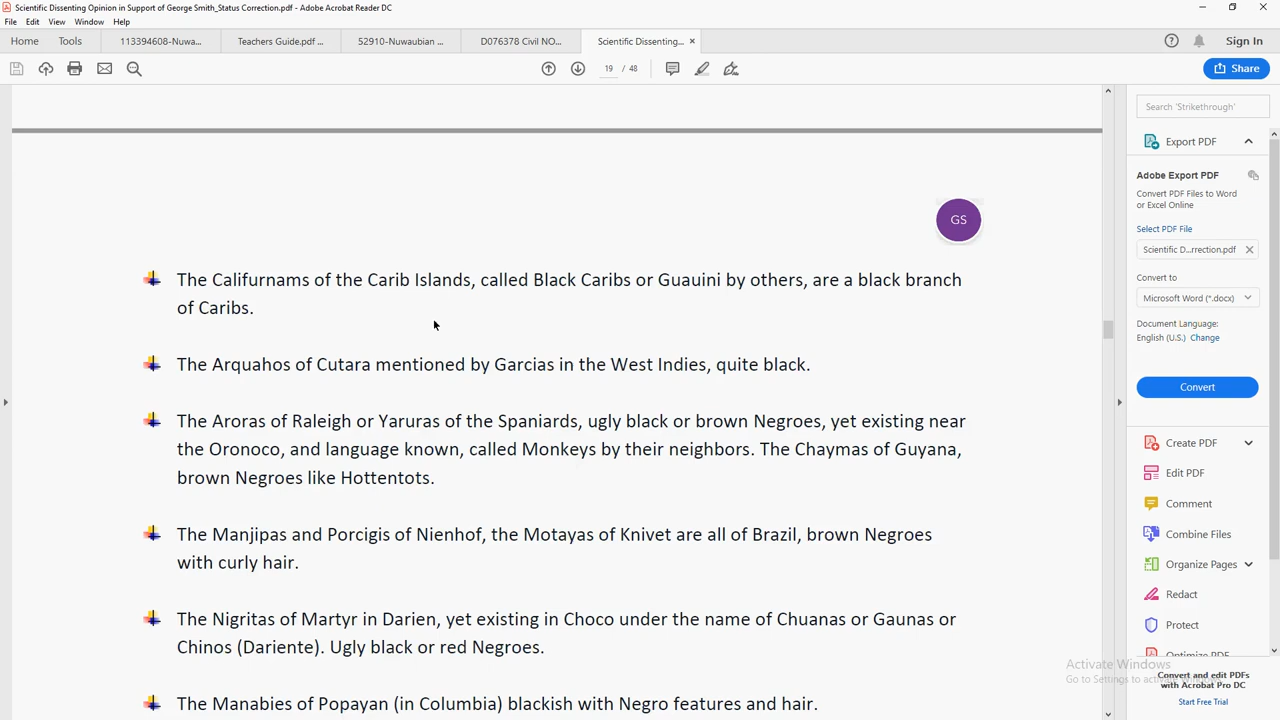 Scientific Dissenting Opinion in Support of George Smith_Status Correction.pdf - Adobe Acrobat Reader DC
File Edit View Window Help
Home Tools 113394608-Nuwa... Teachers Guide.pdf ... 52910-Nuwaubian ... D076378 Civil NO... Scientific Dissenting... ×
Sign In
19 / 48
Share
Search 'Strikethrough'
Export PDF
Adobe Export PDF
Convert PDF Files to Word
or Excel Online
Select PDF File
Scientific D...rrection.pdf
Convert to
Microsoft Word (*.docx)
Document Language:
English (U.S.) Change
Convert
Create PDF
Edit PDF
Comment
Combine Files
Organize Pages
Redact
Protect
Optimize PDF
Convert and edit PDFs
with Acrobat Pro DC
Start Free Trial
GS
The Califurnams of the Carib Islands, called Black Caribs or Guauini by others, are a black branch
of Caribs.
The Arquahos of Cutara mentioned by Garcias in the West Indies, quite black.
The Aroras of Raleigh or Yaruras of the Spaniards, ugly black or brown Negroes, yet existing near
the Oronoco, and language known, called Monkeys by their neighbors. The Chaymas of Guyana,
brown Negroes like Hottentots.
The Manjipas and Porcigis of Nienhof, the Motayas of Knivet are all of Brazil, brown Negroes
with curly hair.
The Nigritas of Martyr in Darien, yet existing in Choco under the name of Chuanas or Gaunas or
Chinos (Dariente). Ugly black or red Negroes.
The Manabies of Popayan (in Columbia) blackish with Negro features and hair.
Activate Windows
Go to Settings to